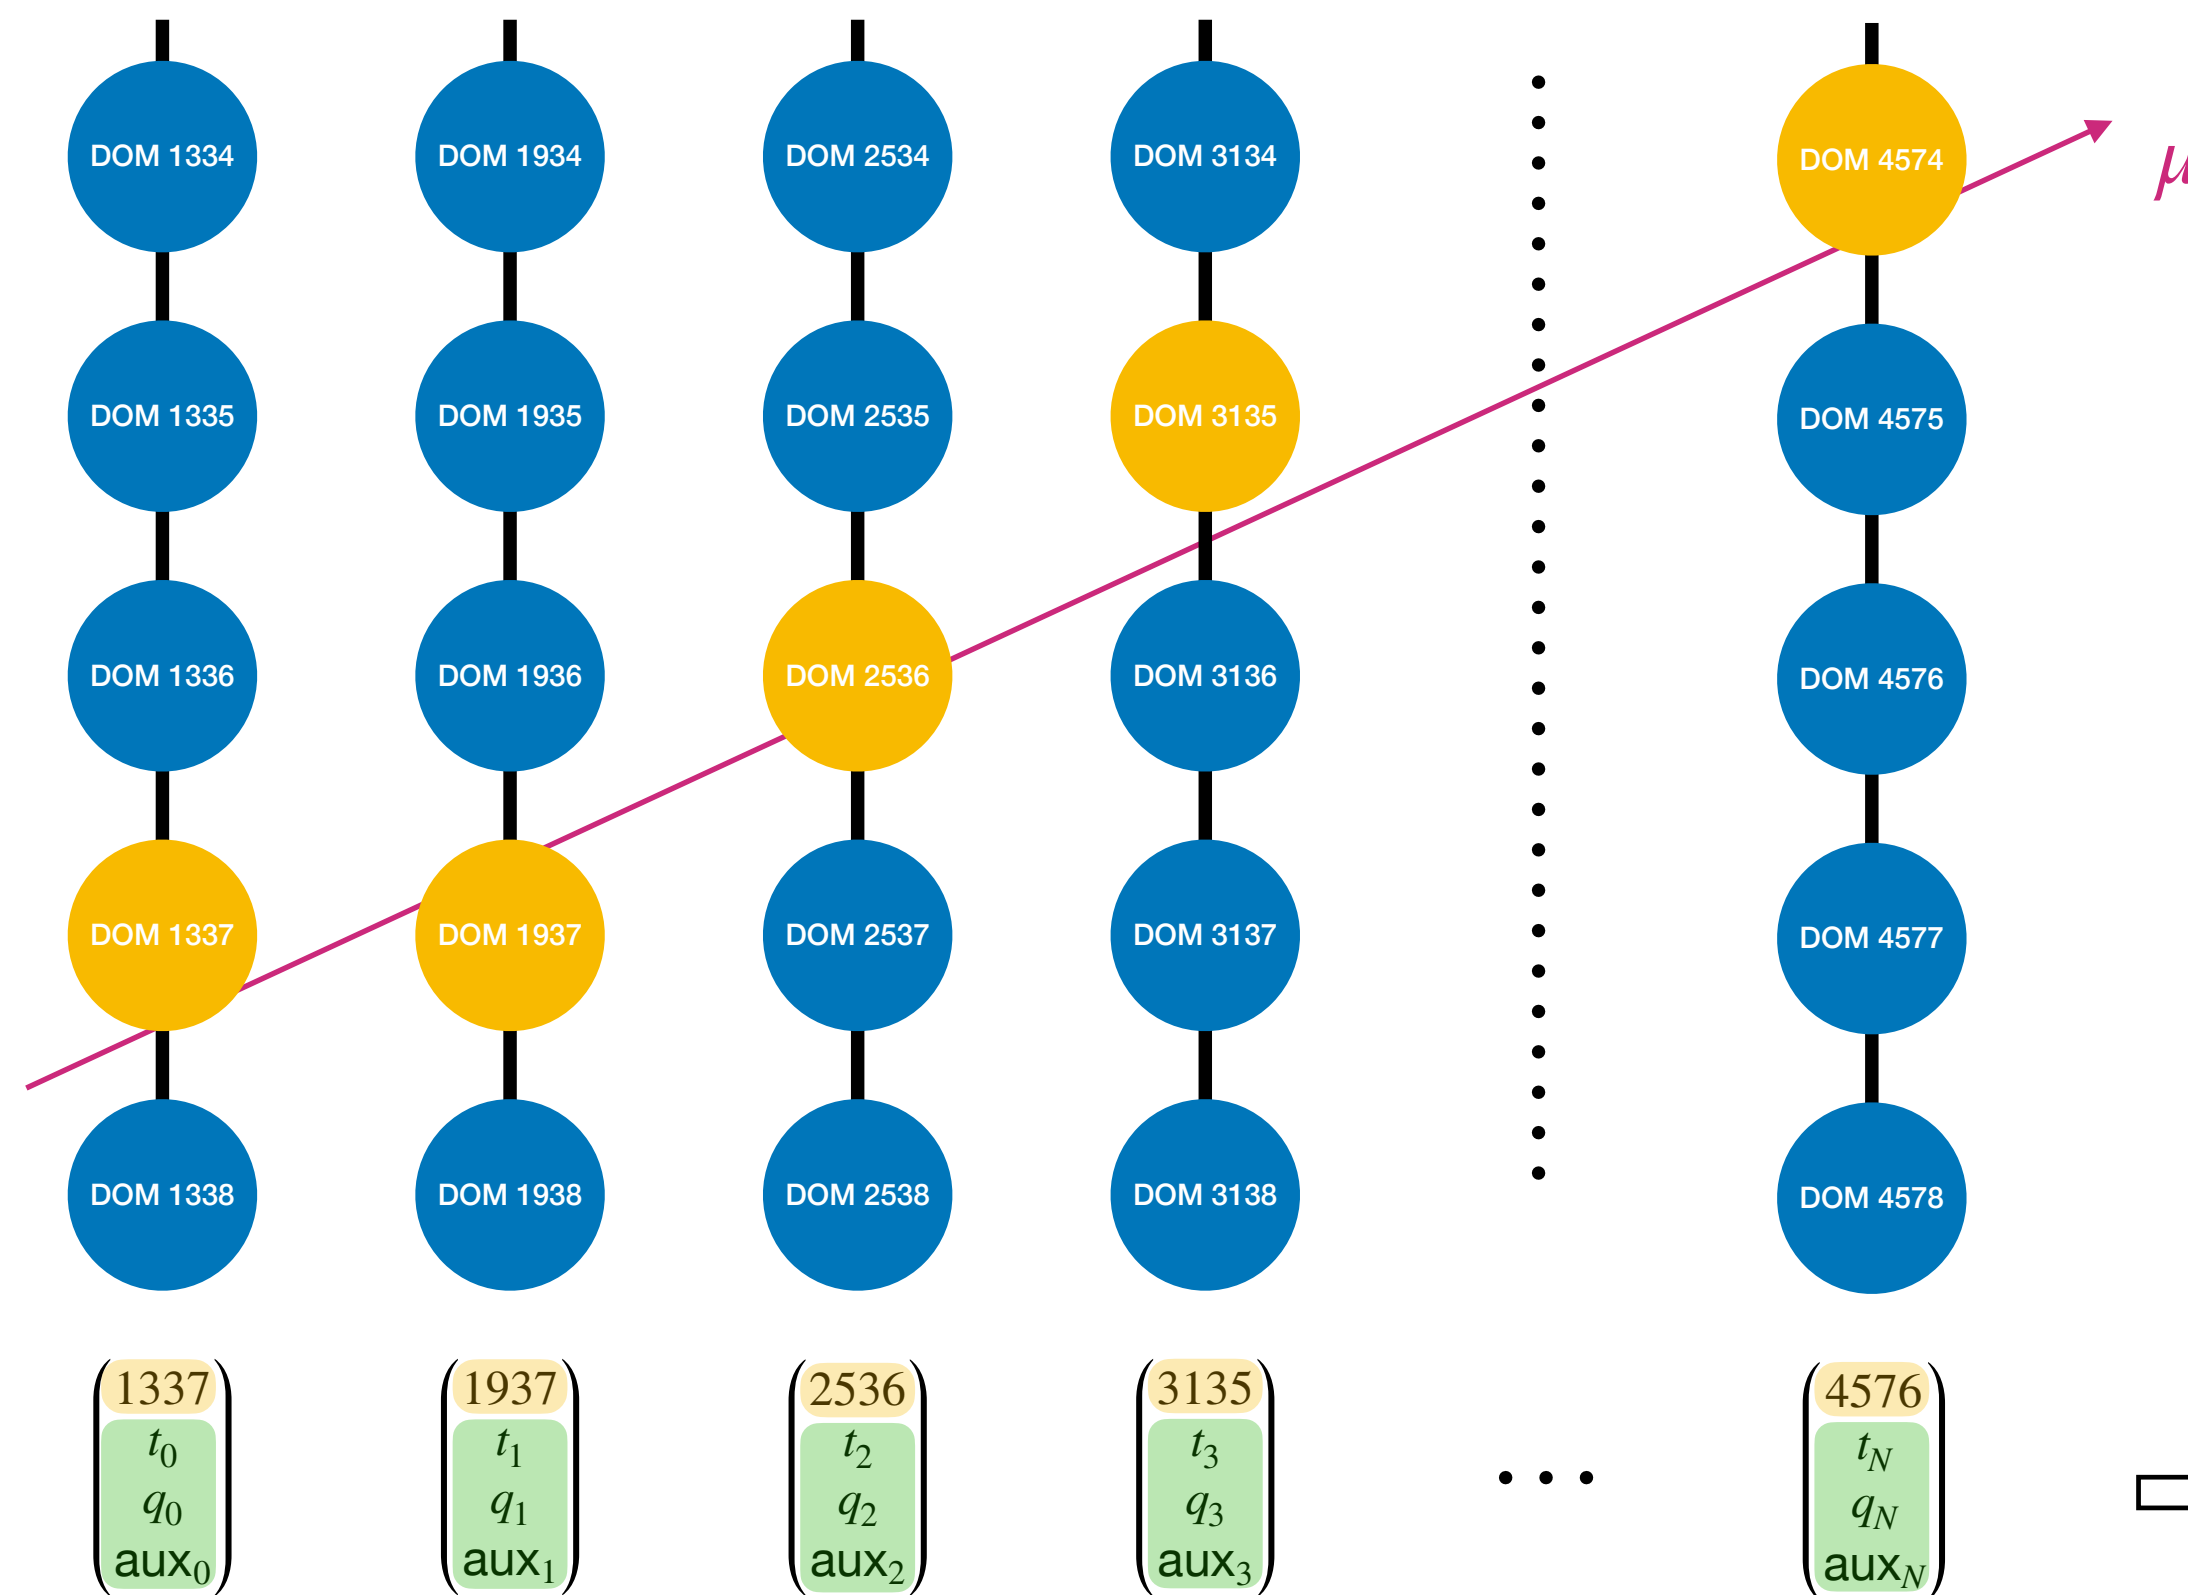 DOM 1334 DOM 1934 DOM 2534 DOM 3134 DOM 4574
μ
DOM 1335 DOM 1935 DOM 2535 DOM 3135 DOM 4575
DOM 1336 DOM 1936 DOM 2536 DOM 3136 DOM 4576
DOM 1337 DOM 1937 DOM 2537 DOM 3137 DOM 4577
DOM 1338 DOM 1938 DOM 2538 DOM 3138 DOM 4578
1337 1937 2536 3135 4576
t₀ t₁ t₂ t₃ t_N
q₀ q₁ q₂ q₃ ... q_N
aux₀ aux₁ aux₂ aux₃ aux_N